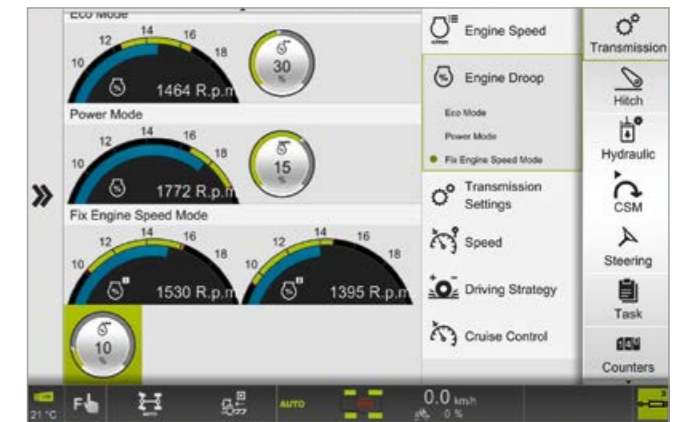 Eco Mode
10 12 14 16 18
1464 R.p.m
30
%
Power Mode
10 12 14 16 18
1772 R.p.m
15
%
Fix Engine Speed Mode
10 12 14 16 18
1530 R.p.m
10 12 14 16 18
1395 R.p.m
10
%
Engine Speed
Engine Droop
Eco Mode
Power Mode
Fix Engine Speed Mode
Transmission
Settings
Speed
Driving Strategy
Cruise Control
Transmission
Hitch
Hydraulic
CSM
Steering
Task
Counters
21 °C
F
AUTO
AUTO
0.0 km/h
0 %